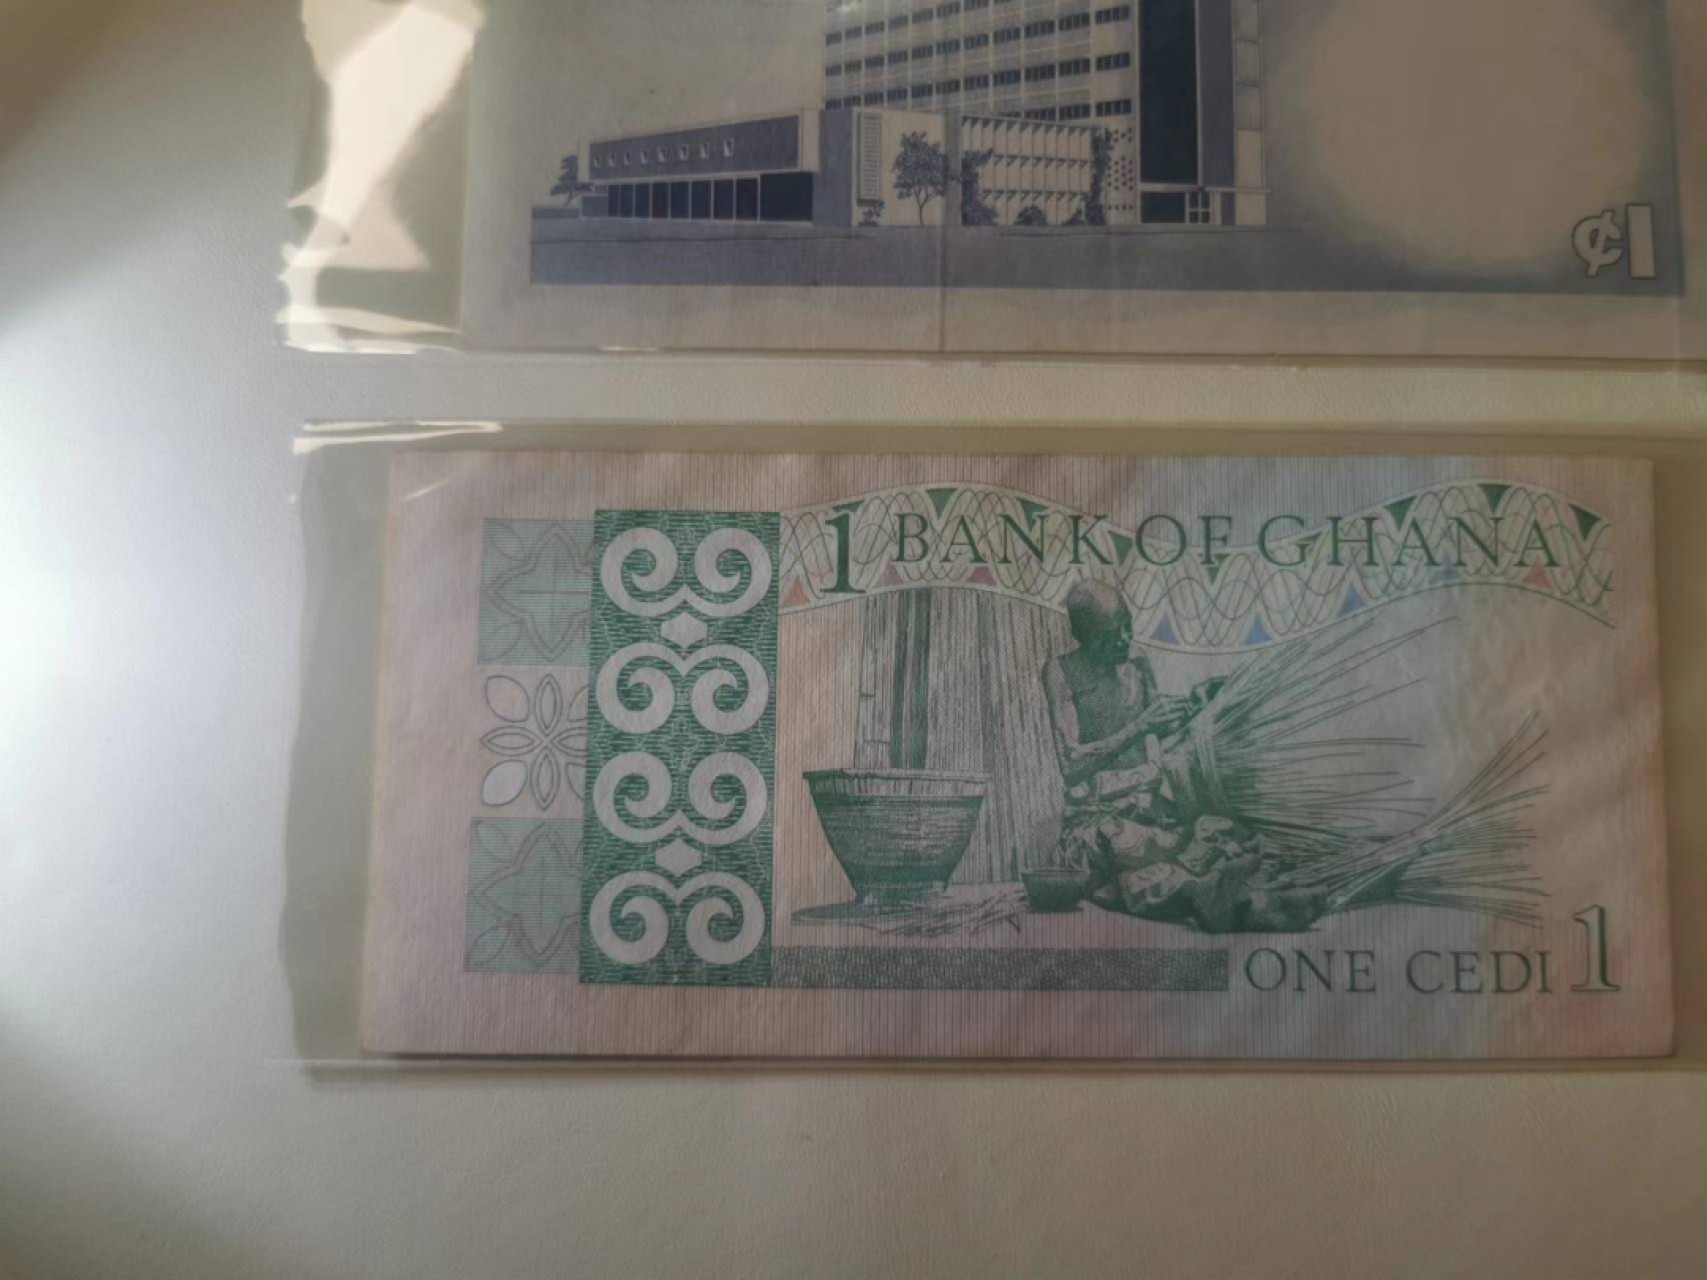 ¢1
1 BANK OF GHANA
ONE CEDI 1